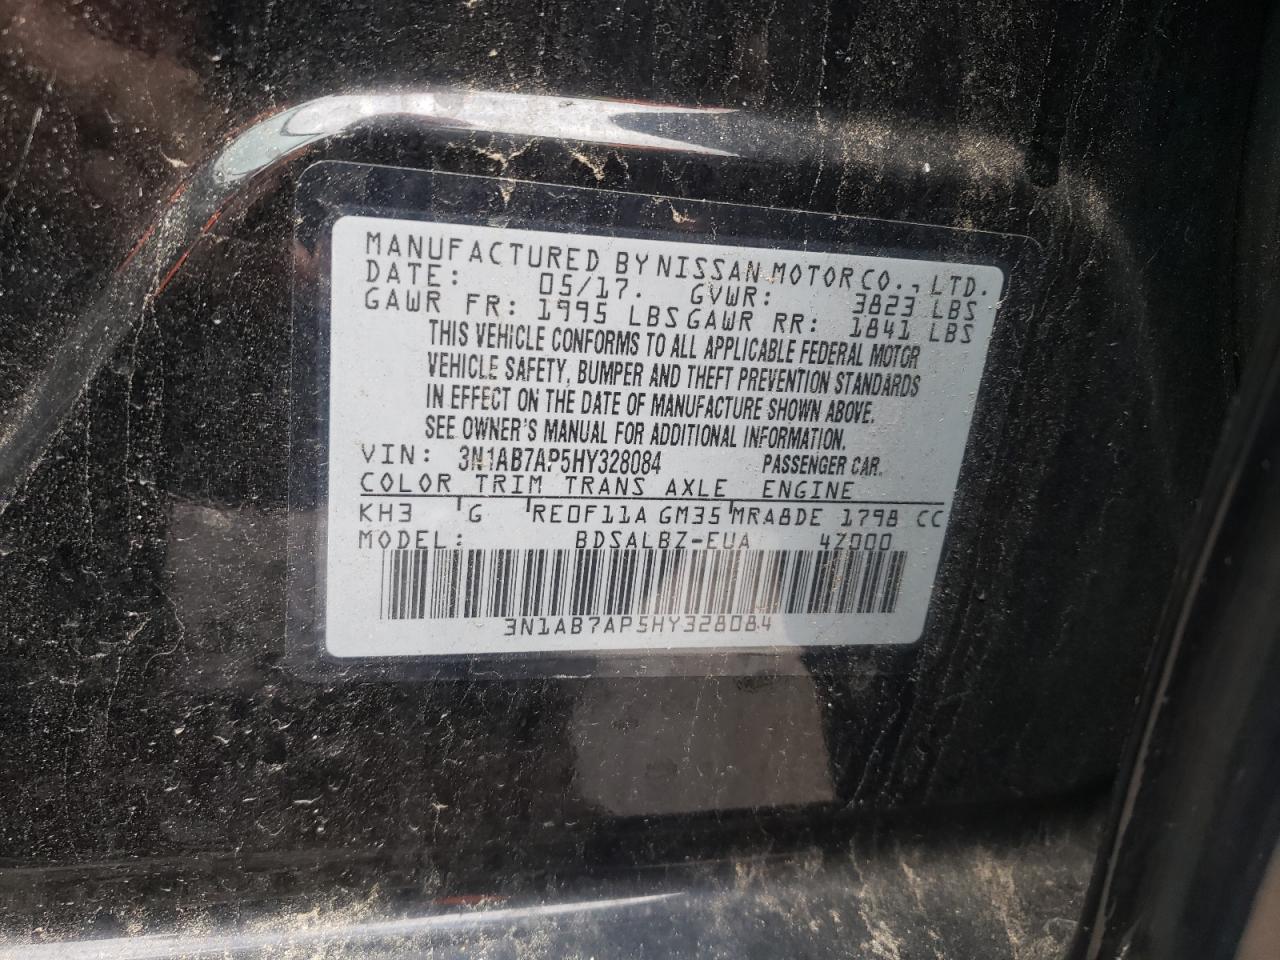 MANUFACTURED BY NISSAN MOTOR CO., LTD.
DATE: 05/17. GVWR: 3823 LBS
GAWR FR: 1995 LBS GAWR RR: 1841 LBS
THIS VEHICLE CONFORMS TO ALL APPLICABLE FEDERAL MOTOR
VEHICLE SAFETY, BUMPER AND THEFT PREVENTION STANDARDS
IN EFFECT ON THE DATE OF MANUFACTURE SHOWN ABOVE.
SEE OWNER'S MANUAL FOR ADDITIONAL INFORMATION.
VIN: 3N1AB7AP5HY328084 PASSENGER CAR.
COLOR TRIM TRANS AXLE ENGINE
KH3 G RE0F11A GM35 MRA8DE 1798 CC
MODEL: BDSALBZ-EUA 4Z000
3N1AB7AP5HY328084